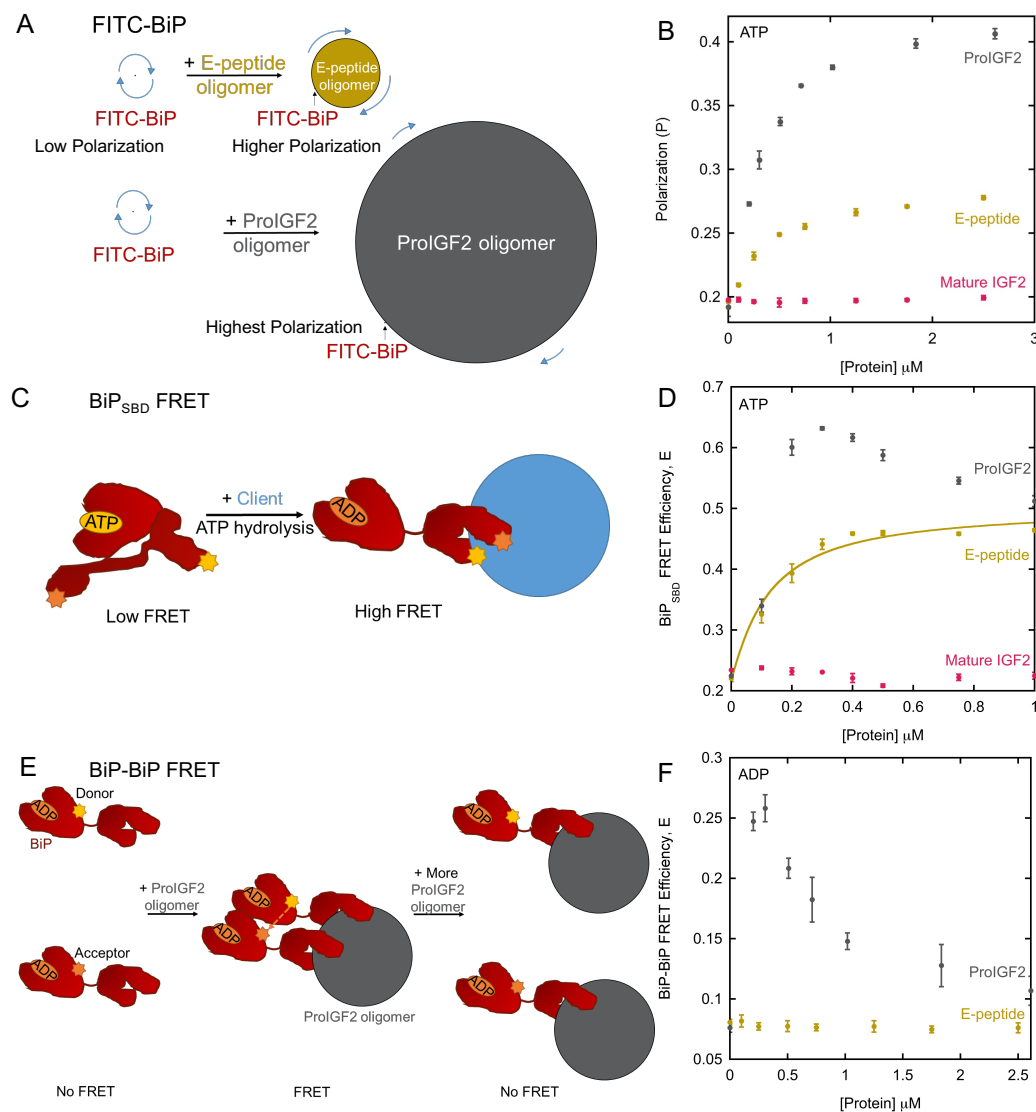 A
FITC-BiP
+ E-peptide
oligomer
E-peptide
oligomer
FITC-BiP
FITC-BiP
Low Polarization
Higher Polarization
+ ProIGF2
oligomer
FITC-BiP
ProIGF2 oligomer
Highest Polarization
FITC-BiP
B
ATP
ProIGF2
E-peptide
Mature IGF2
Polarization (P)
0.4
0.35
0.3
0.25
0.2
0
1
2
3
[Protein] μM
C
BiPSBD FRET
ATP
+ Client
ATP hydrolysis
ADP
Low FRET
High FRET
D
ATP
ProIGF2
E-peptide
Mature IGF2
BiPSBD FRET Efficiency, E
0.7
0.6
0.5
0.4
0.3
0.2
0
0.2
0.4
0.6
0.8
1
[Protein] μM
E
BiP-BiP FRET
Donor
ADP
BiP
+ ProIGF2
oligomer
Acceptor
ADP
ADP
ADP
ProIGF2 oligomer
+ More
ProIGF2
oligomer
ADP
ADP
No FRET
FRET
No FRET
F
ADP
ProIGF2
E-peptide
BiP-BiP FRET Efficiency, E
0.3
0.25
0.2
0.15
0.1
0.05
0
0.5
1
1.5
2
2.5
[Protein] μM